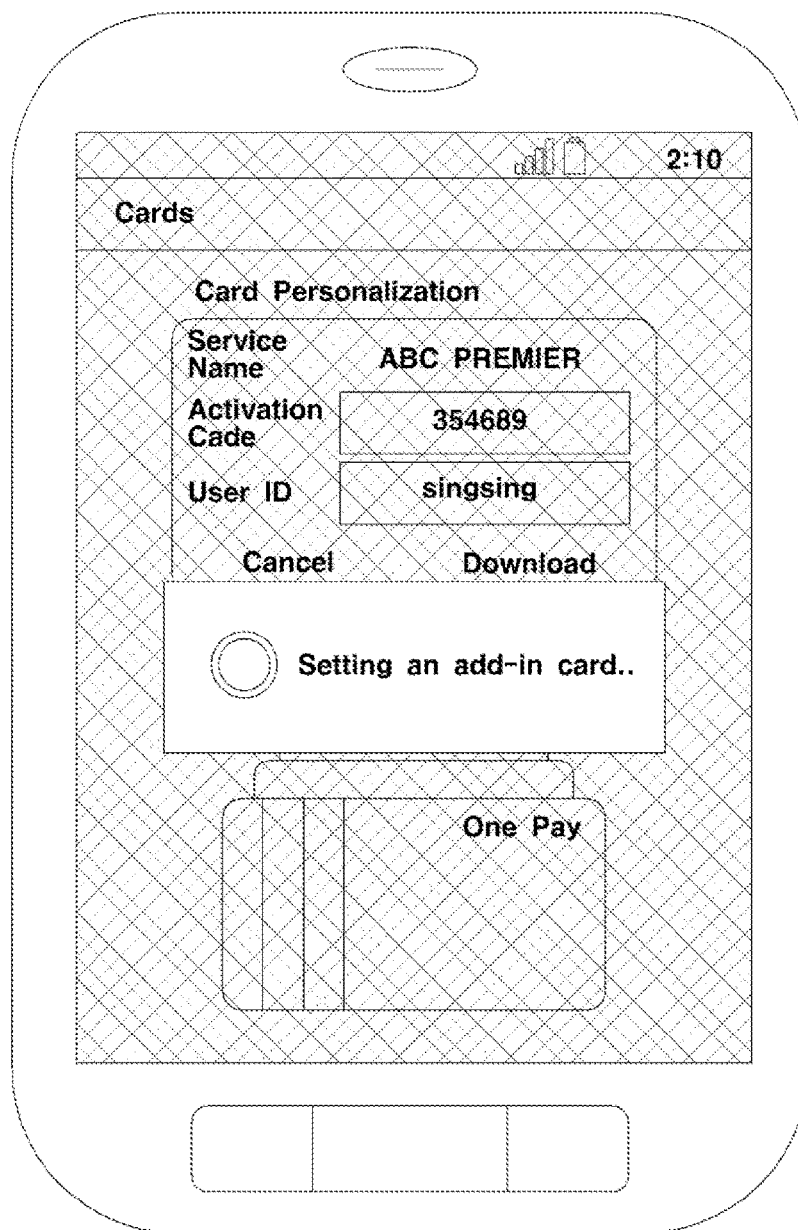 2:10
Cards
Card Personalization
Service
Name
ABC PREMIER
Activation
Cade
354689
User ID
singsing
Cancel Download
Setting an add-in card..
One Pay